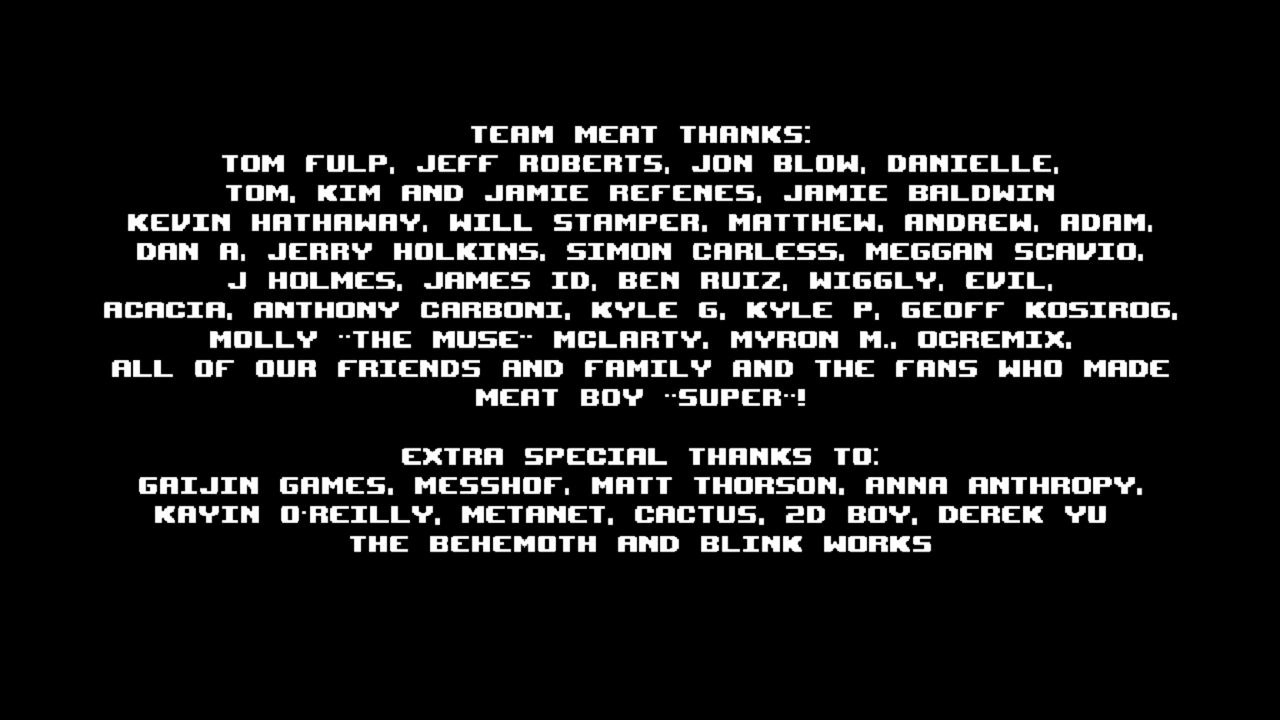 TEAM MEAT THANKS:
TOM FULP, JEFF ROBERTS, JON BLOW, DANIELLE,
TOM, KIM AND JAMIE REFENES, JAMIE BALDWIN
KEVIN HATHAWAY, WILL STAMPER, MATTHEW, ANDREW, ADAM,
DAN A, JERRY HOLKINS, SIMON CARLESS, MEGGAN SCAVIO,
J HOLMES, JAMES ID, BEN RUIZ, WIGGLY, EVIL,
ACACIA, ANTHONY CARBONI, KYLE G, KYLE P, GEOFF KOSIROG,
MOLLY "THE MUSE" MCLARTY, MYRON M., OCREMIX,
ALL OF OUR FRIENDS AND FAMILY AND THE FANS WHO MADE
MEAT BOY "SUPER"!
EXTRA SPECIAL THANKS TO:
GAIJIN GAMES, MESSHOF, MATT THORSON, ANNA ANTHROPY,
KAYIN O'REILLY, METANET, CACTUS, 2D BOY, DEREK YU
THE BEHEMOTH AND BLINK WORKS